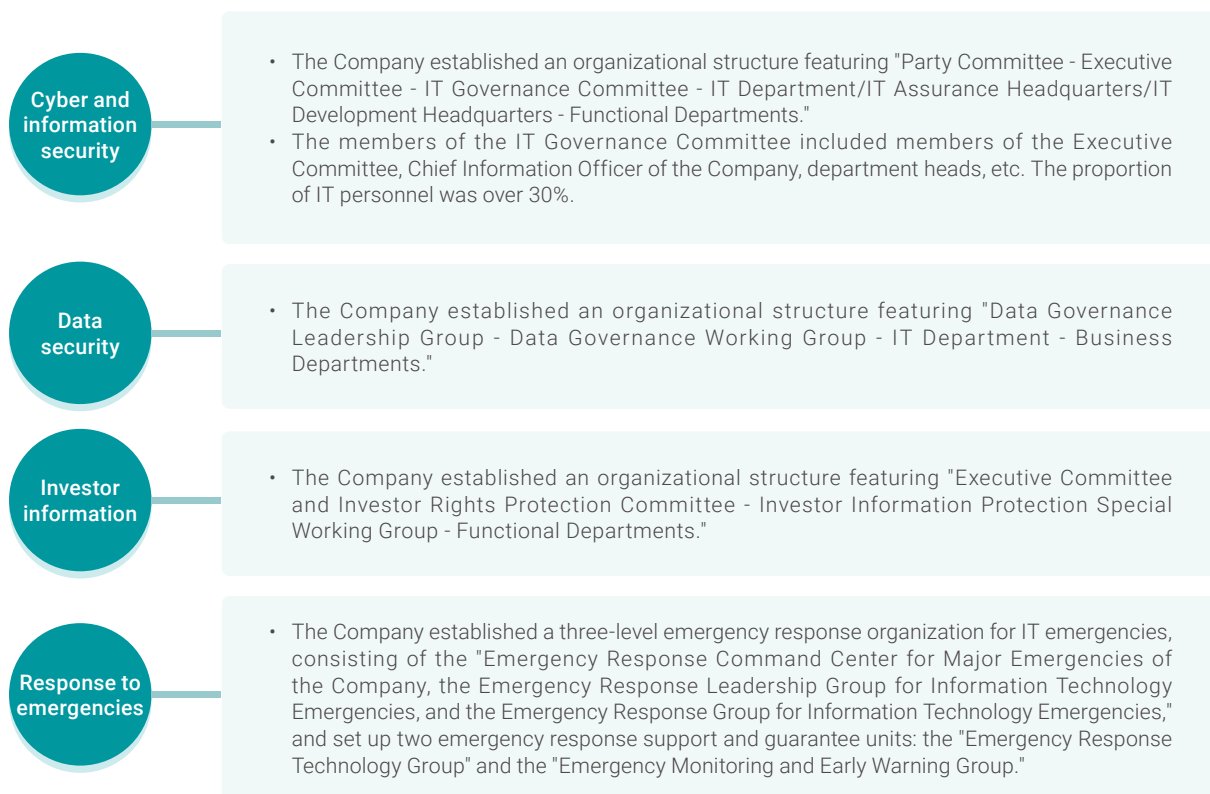 Cyber and
information
security
• The Company established an organizational structure featuring "Party Committee - Executive
Committee - IT Governance Committee - IT Department/IT Assurance Headquarters/IT
Development Headquarters - Functional Departments."
• The members of the IT Governance Committee included members of the Executive
Committee, Chief Information Officer of the Company, department heads, etc. The proportion
of IT personnel was over 30%.
Data
security
• The Company established an organizational structure featuring "Data Governance
Leadership Group - Data Governance Working Group - IT Department - Business
Departments."
Investor
information
• The Company established an organizational structure featuring "Executive Committee
and Investor Rights Protection Committee - Investor Information Protection Special
Working Group - Functional Departments."
Response to
emergencies
• The Company established a three-level emergency response organization for IT emergencies,
consisting of the "Emergency Response Command Center for Major Emergencies of
the Company, the Emergency Response Leadership Group for Information Technology
Emergencies, and the Emergency Response Group for Information Technology Emergencies,"
and set up two emergency response support and guarantee units: the "Emergency Response
Technology Group" and the "Emergency Monitoring and Early Warning Group."